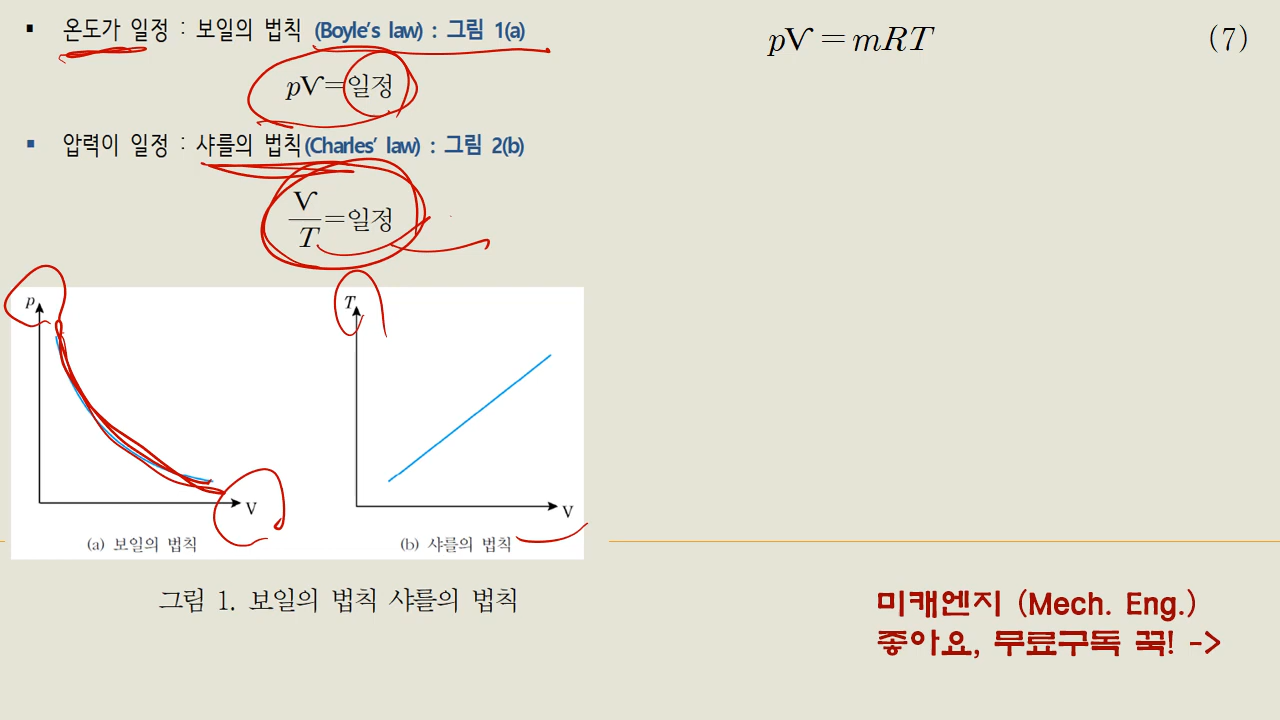 ▪ 온도가 일정 : 보일의 법칙 (Boyle's law) : 그림 1(a)
pV=일정
▪ 압력이 일정 : 샤를의 법칙(Charles' law) : 그림 2(b)
V/T=일정
p
V
(a) 보일의 법칙
T
V
(b) 샤를의 법칙
그림 1. 보일의 법칙 샤를의 법칙
pV=mRT (7)
미캐엔지 (Mech. Eng.)
좋아요, 무료구독 꾹! ->